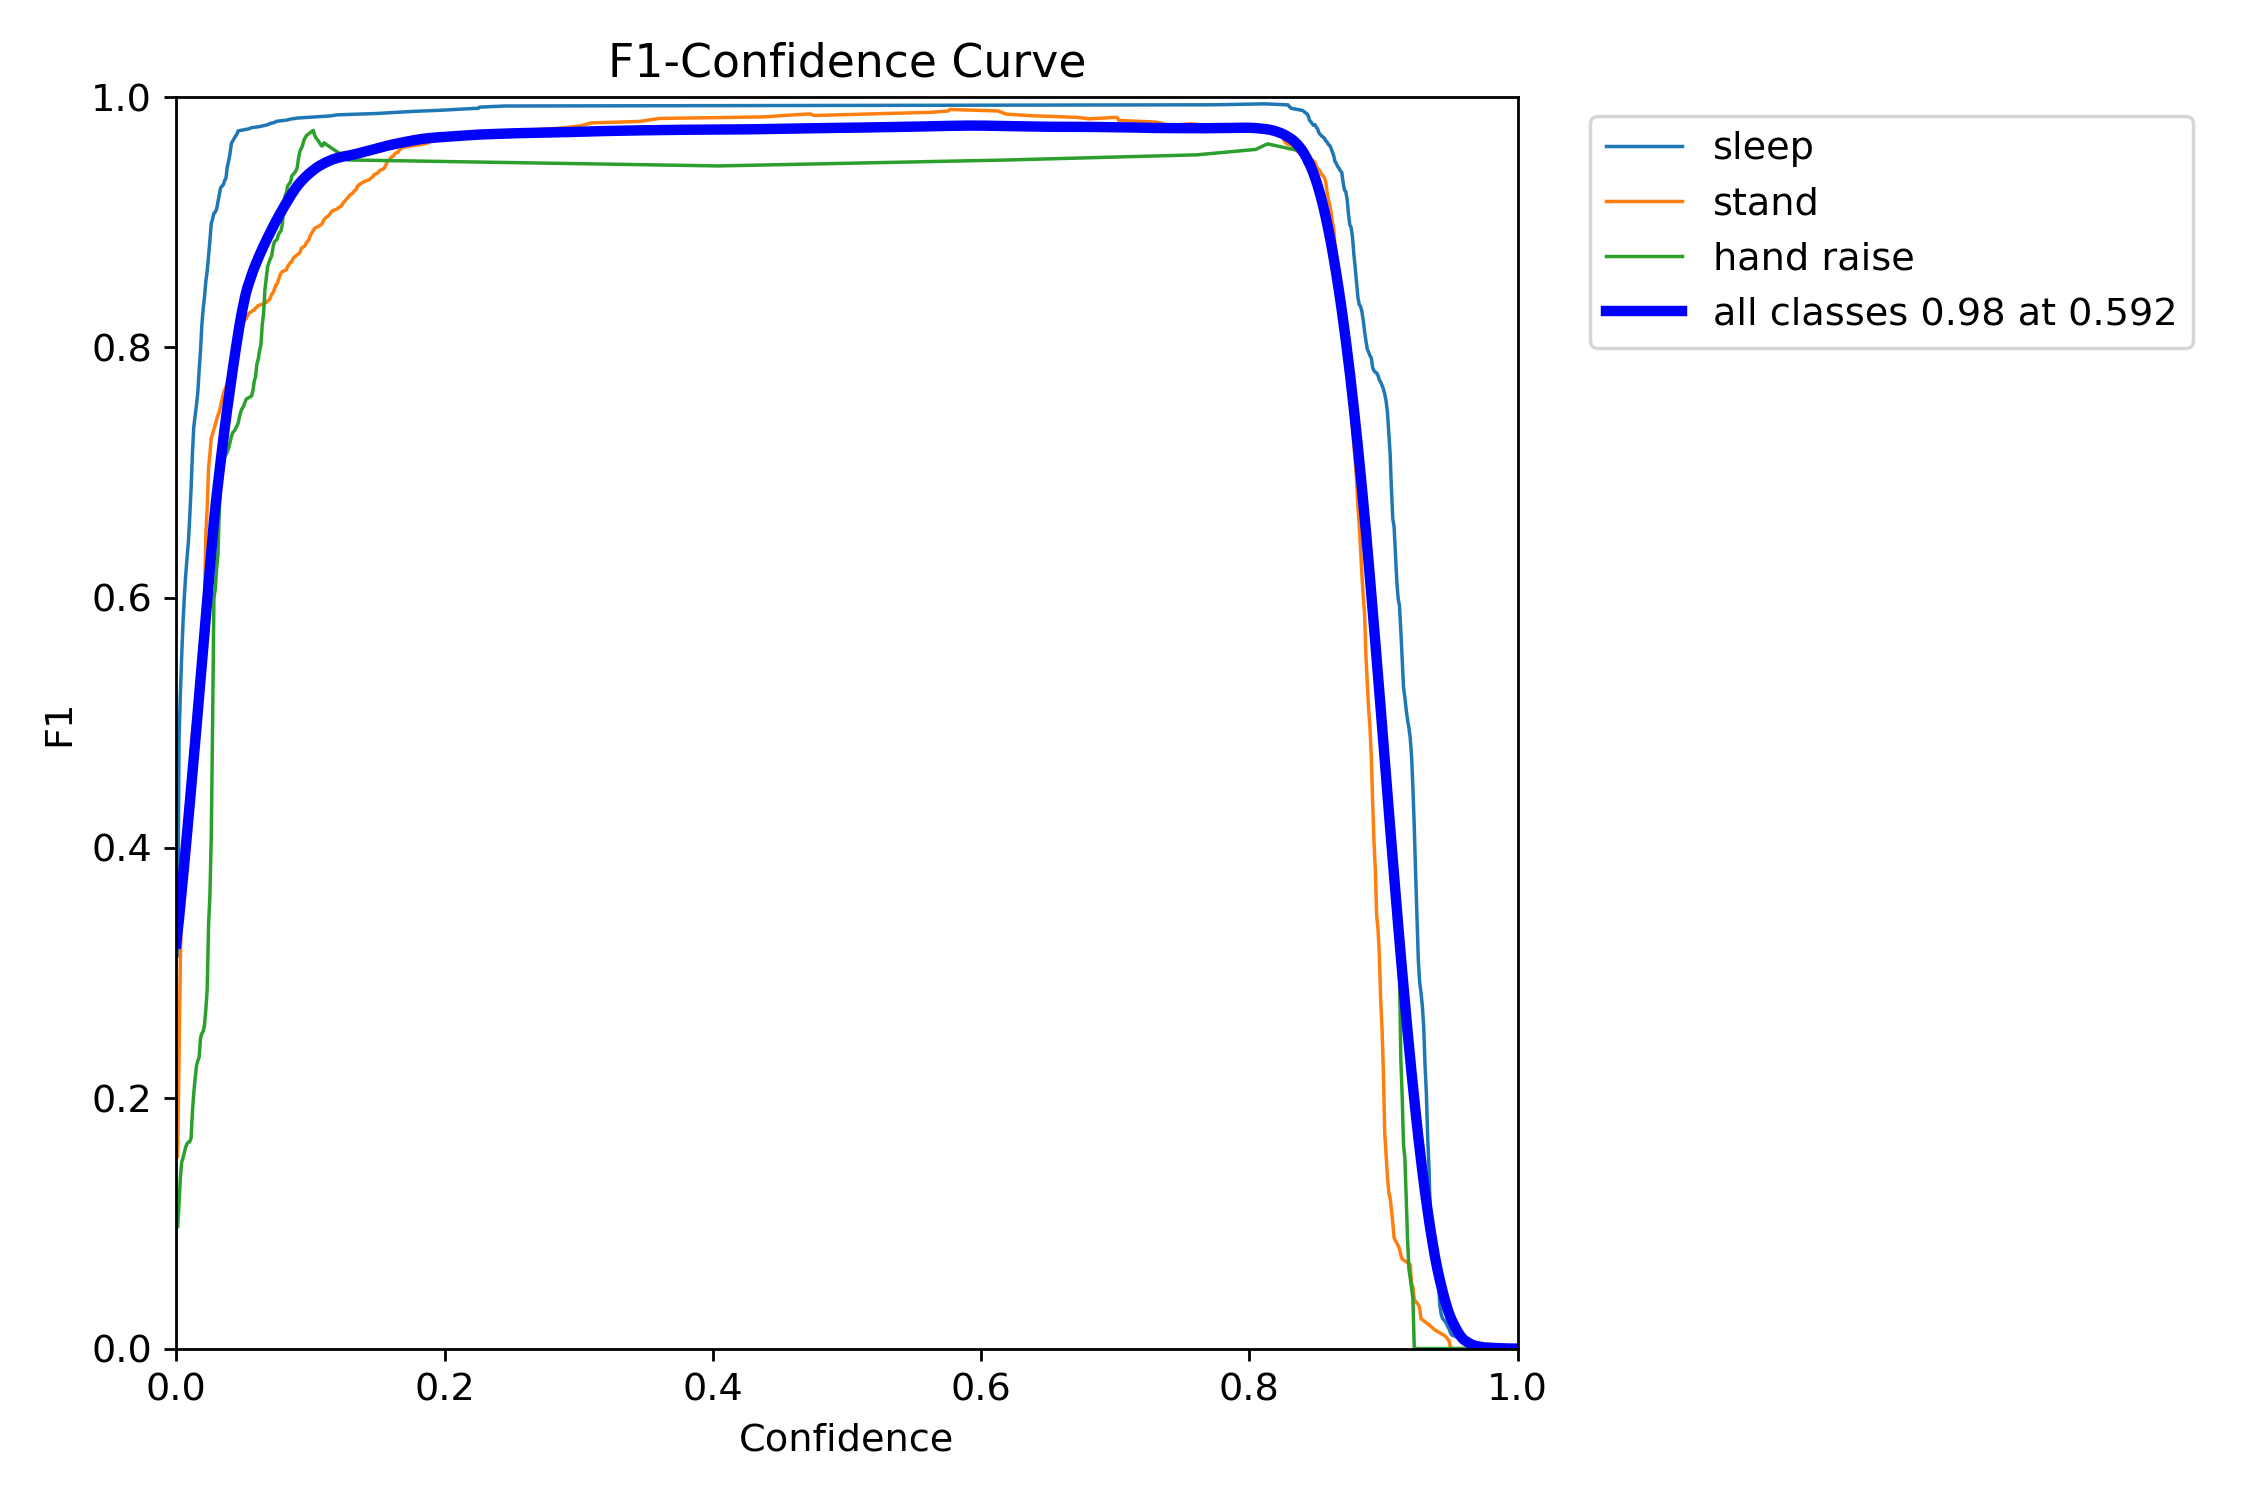 F1-Confidence Curve
1.0
0.8
0.6
0.4
0.2
0.0
F1
0.0 0.2 0.4 0.6 0.8 1.0
Confidence
sleep
stand
hand raise
all classes 0.98 at 0.592